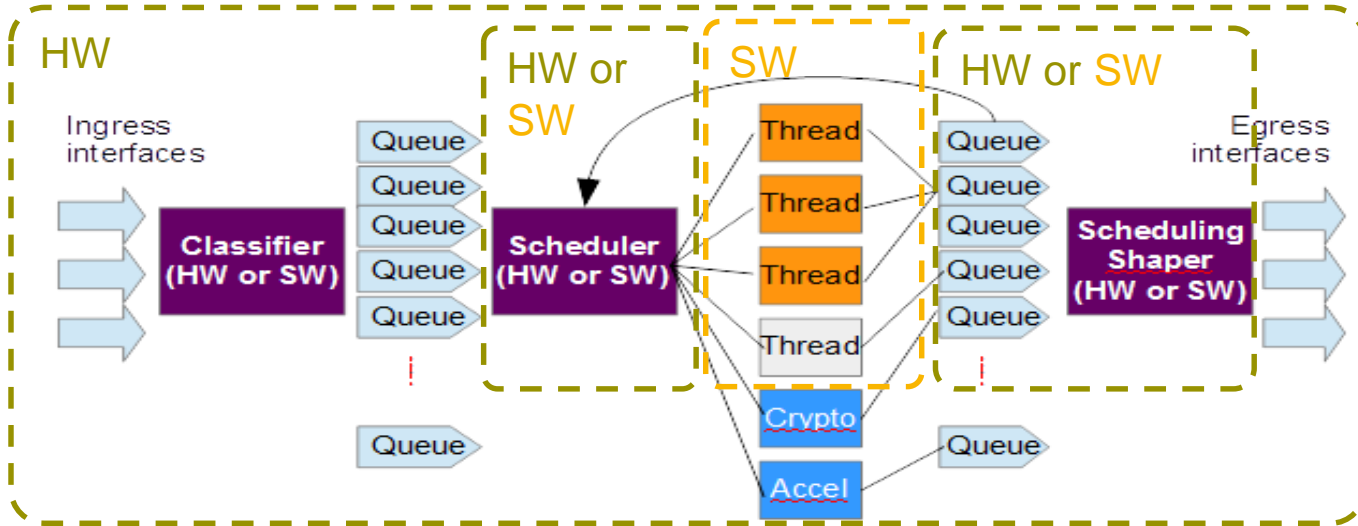 HW
HW or
SW
SW
HW or SW
Ingress
interfaces
Queue
Queue
Queue
Queue
Queue
Queue
Classifier
(HW or SW)
Scheduler
(HW or SW)
Thread
Thread
Thread
Thread
Crypto
Accel
Queue
Queue
Queue
Queue
Queue
Queue
Scheduling
Shaper
(HW or SW)
Egress
interfaces